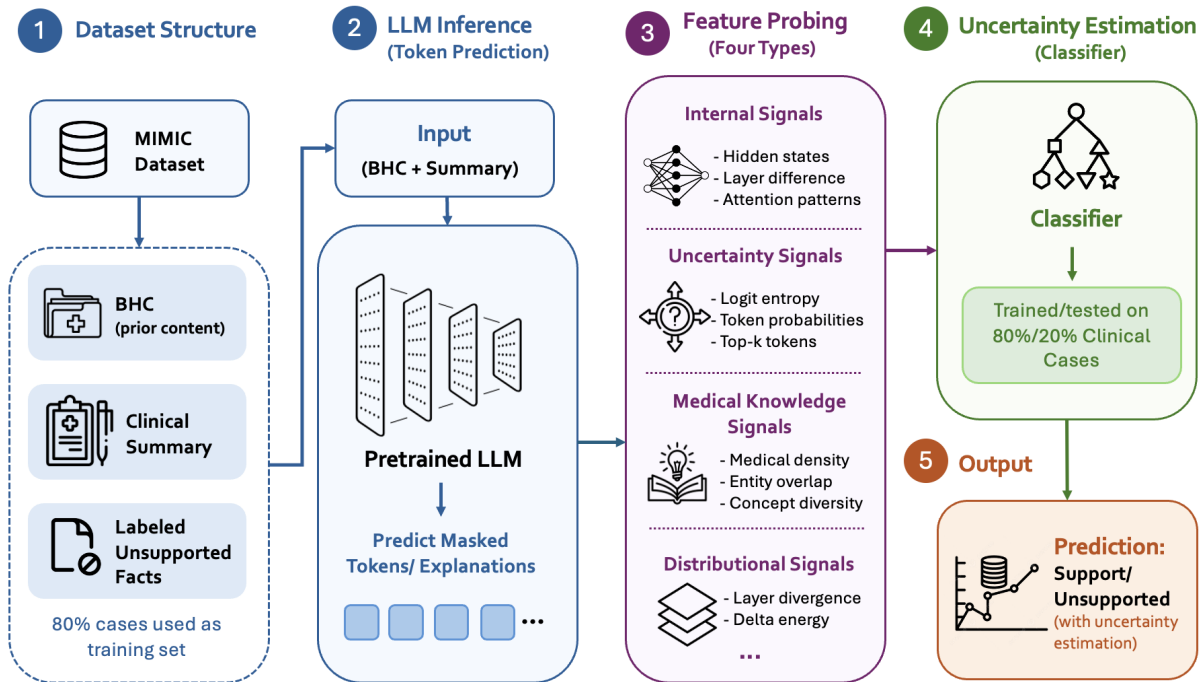 1 Dataset Structure
MIMIC
Dataset
BHC
(prior content)
Clinical
Summary
Labeled
Unsupported
Facts
80% cases used as
training set
2 LLM Inference
(Token Prediction)
Input
(BHC + Summary)
Pretrained LLM
Predict Masked
Tokens/ Explanations
...
3 Feature Probing
(Four Types)
Internal Signals
- Hidden states
- Layer difference
- Attention patterns
Uncertainty Signals
?
- Logit entropy
- Token probabilities
- Top-k tokens
Medical Knowledge
Signals
- Medical density
- Entity overlap
- Concept diversity
Distributional Signals
- Layer divergence
- Delta energy
...
4 Uncertainty Estimation
(Classifier)
Classifier
Trained/tested on
80%/20% Clinical
Cases
5 Output
Prediction:
Support/
Unsupported
(with uncertainty
estimation)